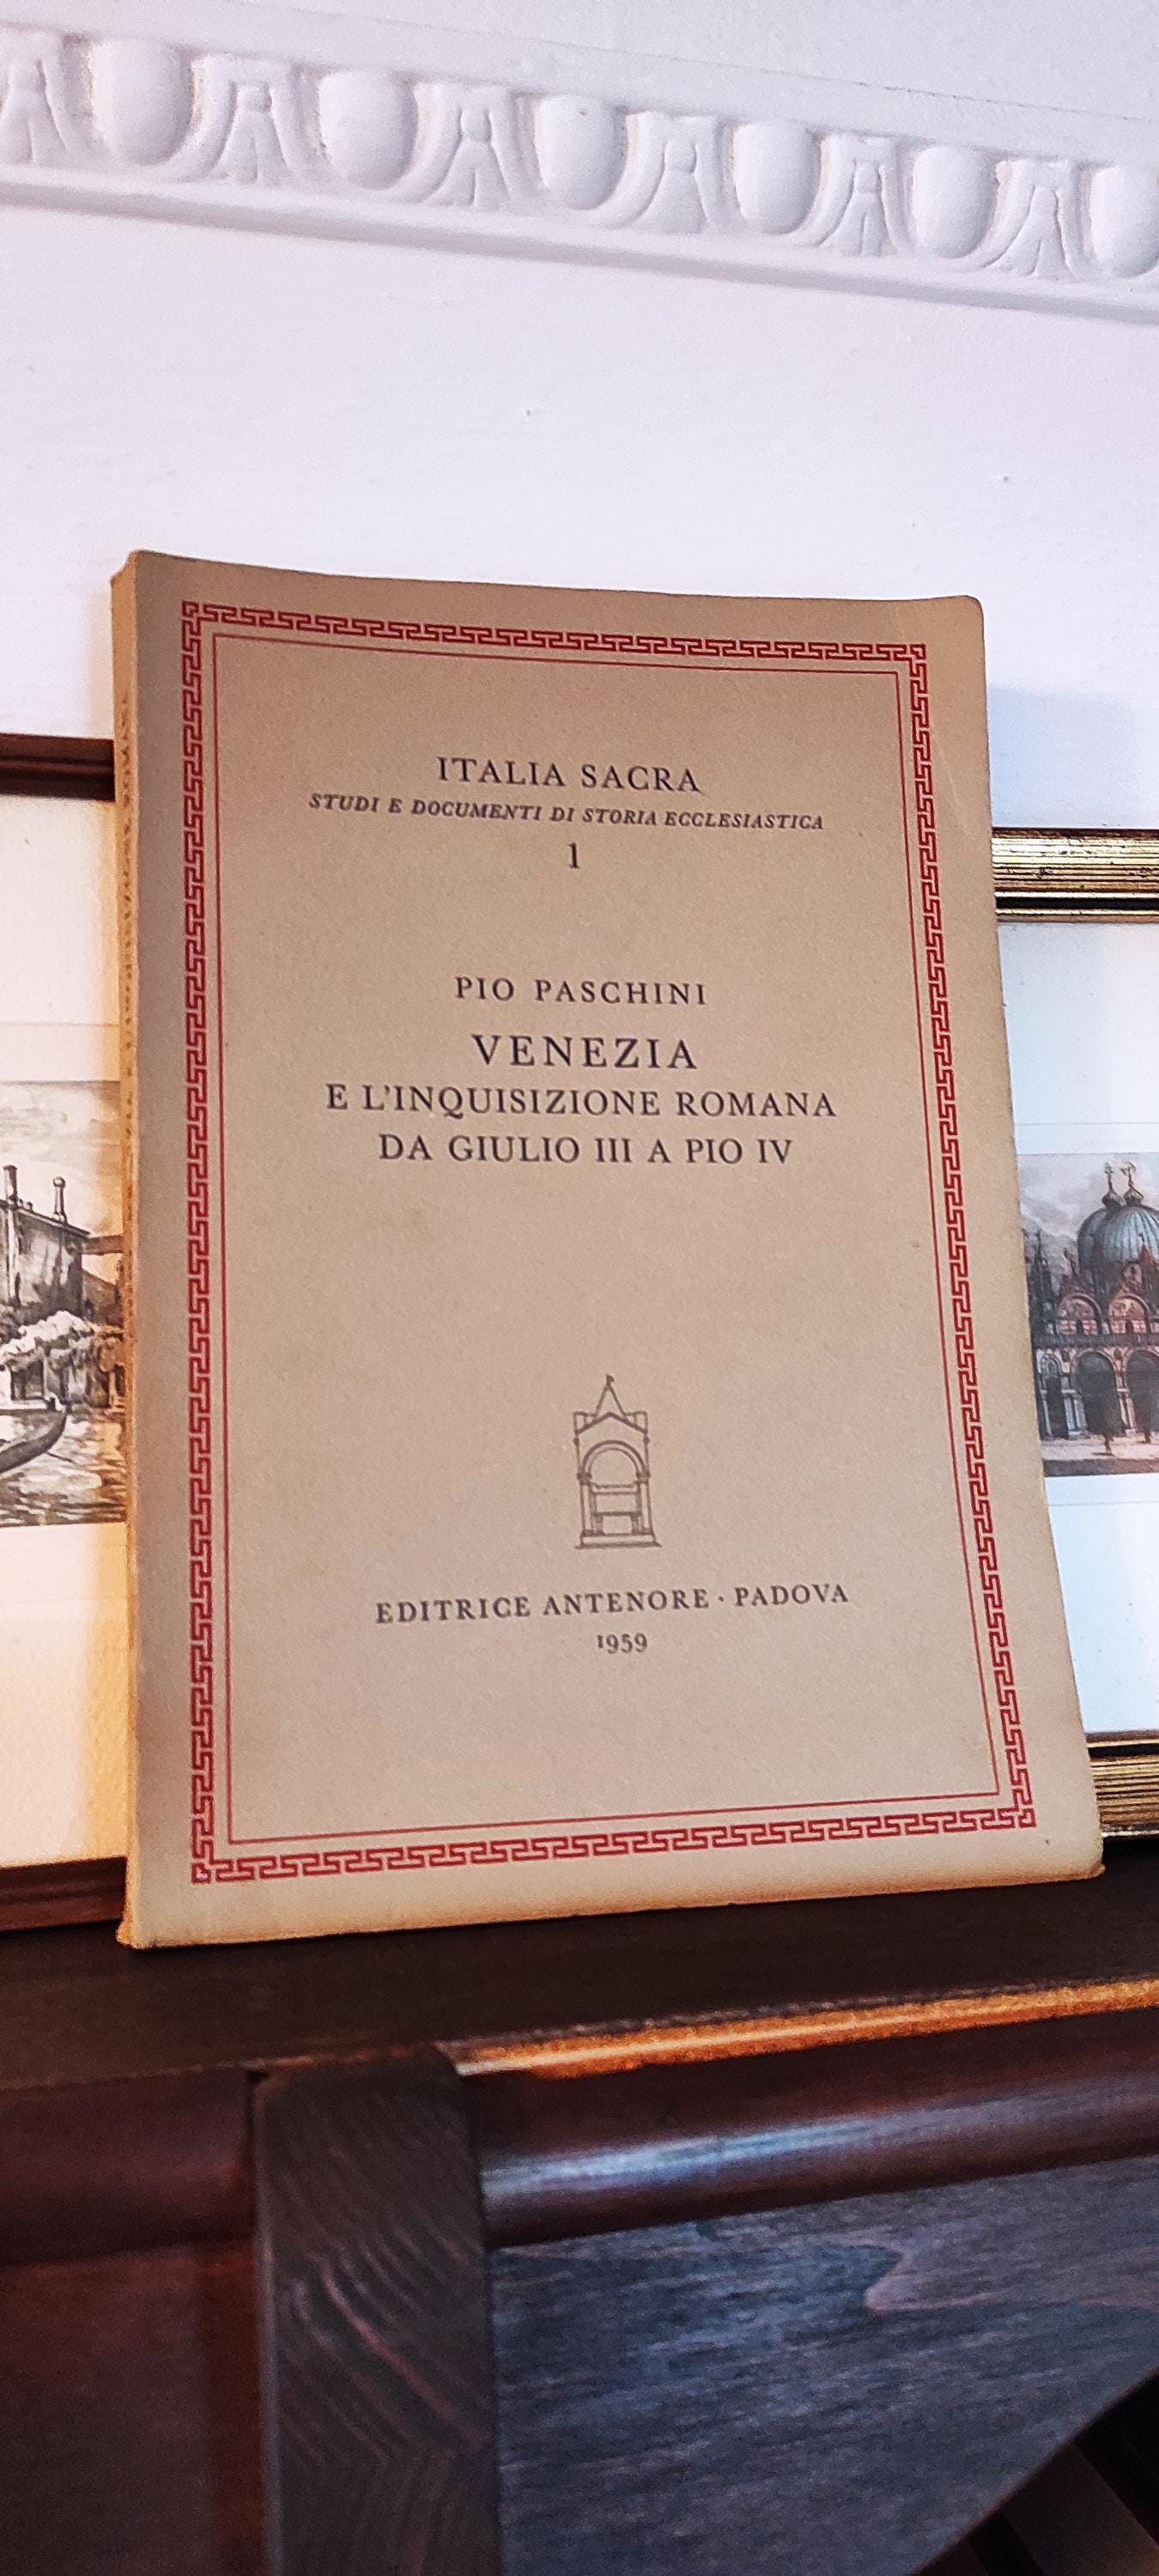 ITALIA SACRA
STUDI E DOCUMENTI DI STORIA ECCLESIASTICA
1
PIO PASCHINI
VENEZIA
E L'INQUISIZIONE ROMANA
DA GIULIO III A PIO IV
EDITRICE ANTENORE · PADOVA
1959